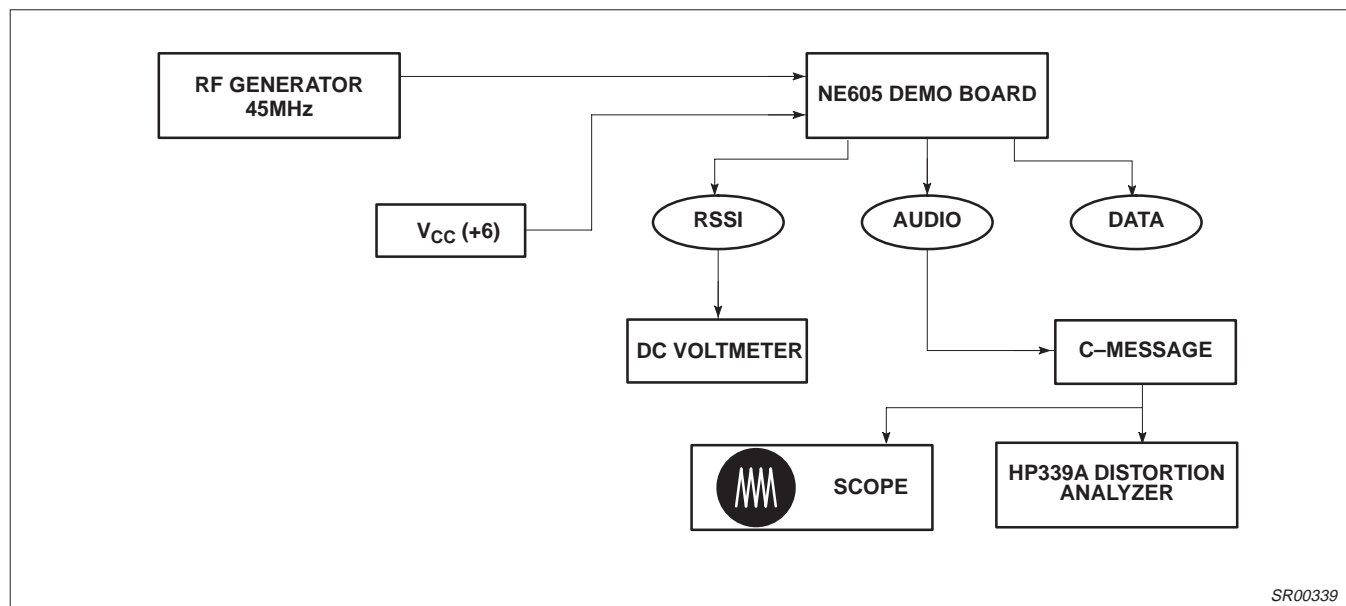 RF GENERATOR
45MHz
NE605 DEMO BOARD
VCC (+6)
RSSI
AUDIO
DATA
DC VOLTMETER
C–MESSAGE
SCOPE
HP339A DISTORTION
ANALYZER
SR00339